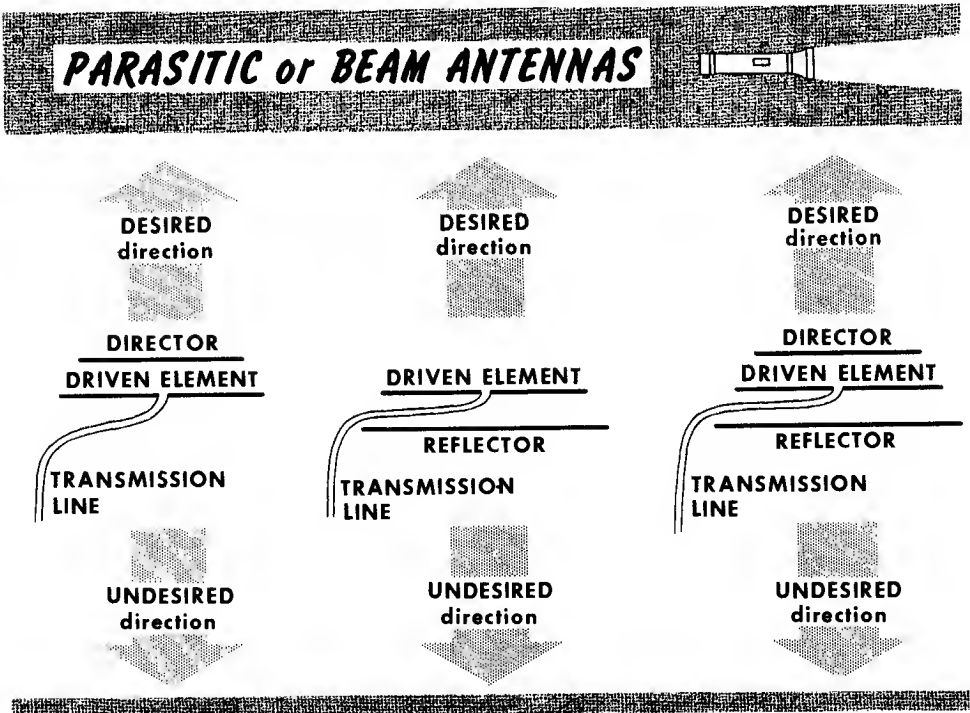 PARASITIC or BEAM ANTENNAS
DESIRED
direction
DIRECTOR
DRIVEN ELEMENT
TRANSMISSION
LINE
UNDESIRED
direction
DESIRED
direction
DRIVEN ELEMENT
REFLECTOR
TRANSMISSION
LINE
UNDESIRED
direction
DESIRED
direction
DIRECTOR
DRIVEN ELEMENT
REFLECTOR
TRANSMISSION
LINE
UNDESIRED
direction